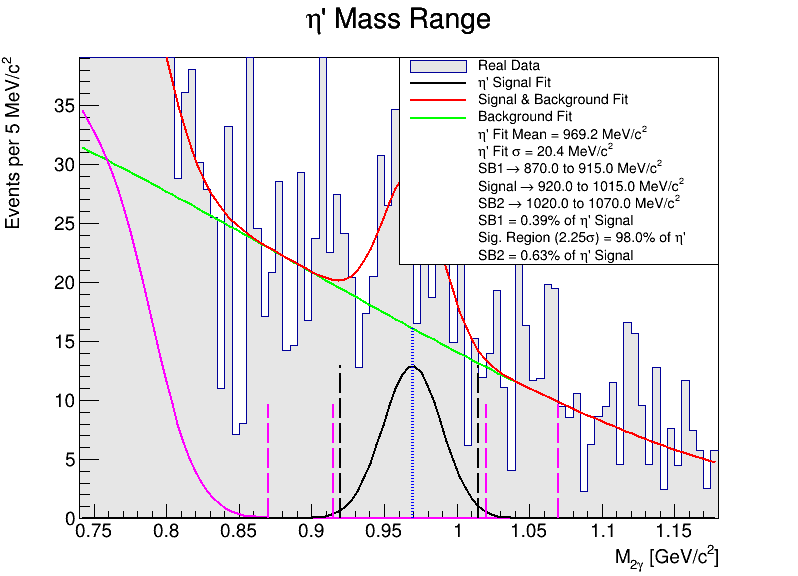 η' Mass Range
Events per 5 MeV/c²
Real Data
η' Signal Fit
Signal & Background Fit
Background Fit
η' Fit Mean = 969.2 MeV/c²
η' Fit σ = 20.4 MeV/c²
SB1 → 870.0 to 915.0 MeV/c²
Signal → 920.0 to 1015.0 MeV/c²
SB2 → 1020.0 to 1070.0 MeV/c²
SB1 = 0.39% of η' Signal
Sig. Region (2.25σ) = 98.0% of η'
SB2 = 0.63% of η' Signal
35
30
25
20
15
10
5
0
0.75 0.8 0.85 0.9 0.95 1 1.05 1.1 1.15
M₂γ [GeV/c²]